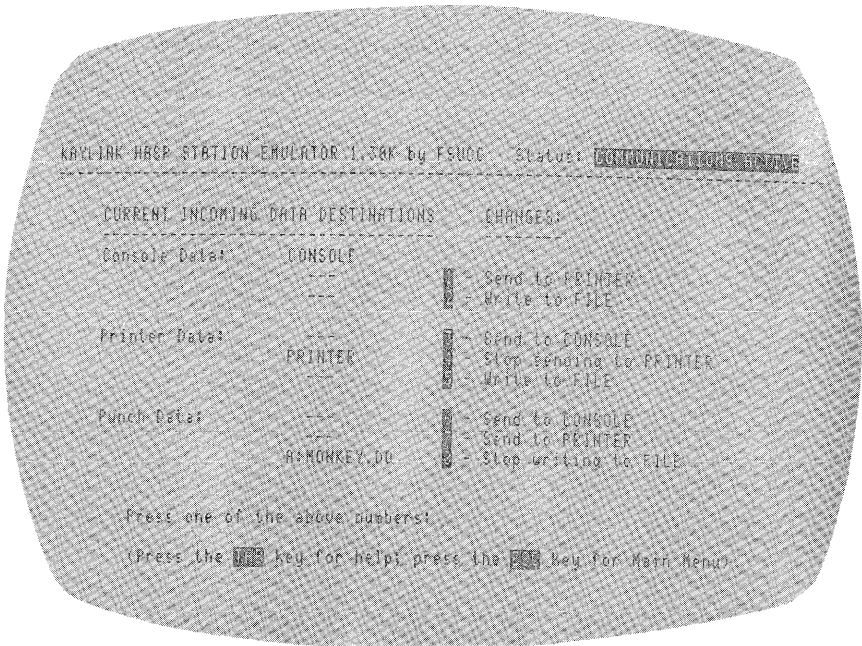 KAYLINK HASP STATION EMULATOR 1.38K by FSUCC Status: COMMUNICATIONS ACTIVE
CURRENT INCOMING DATA DESTINATIONS CHANGES:
Console Data: CONSOLE
--- - Send to PRINTER
--- - Write to FILE
Printer Data: --- - Send to CONSOLE
PRINTER - Stop sending to PRINTER
--- - Write to FILE
Punch Data: --- - Send to CONSOLE
--- - Send to PRINTER
A:MONKEY.DO - Stop writing to FILE
Press one of the above numbers:
(Press the TAB key for help; press the ESC key for Main Menu)